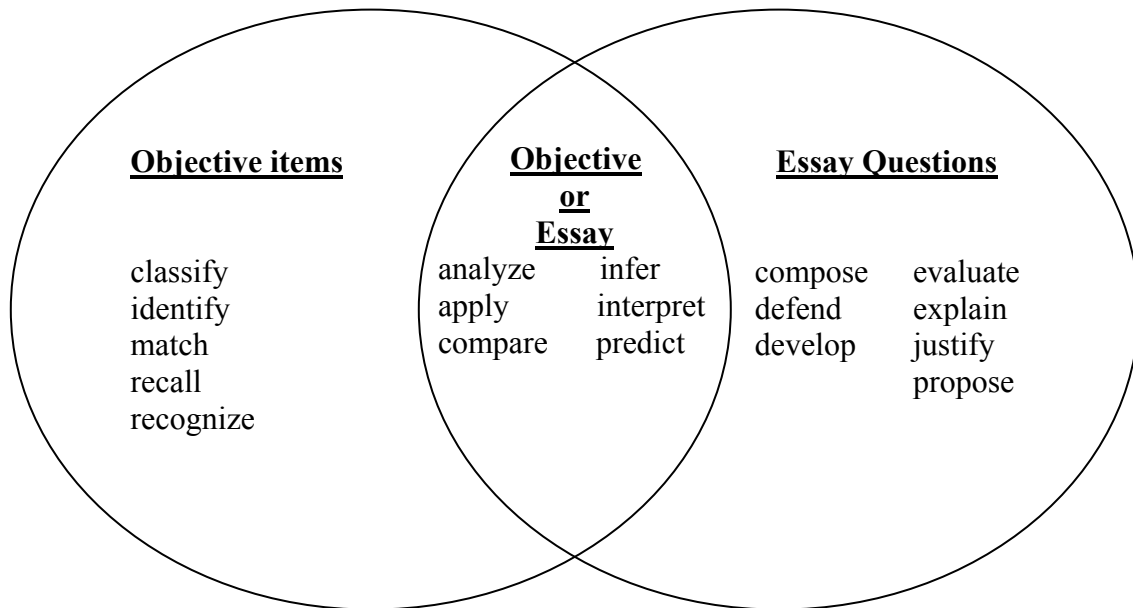 Objective items
classify
identify
match
recall
recognize
Objective
or
Essay
analyze infer
apply interpret
compare predict
Essay Questions
compose evaluate
defend explain
develop justify
propose